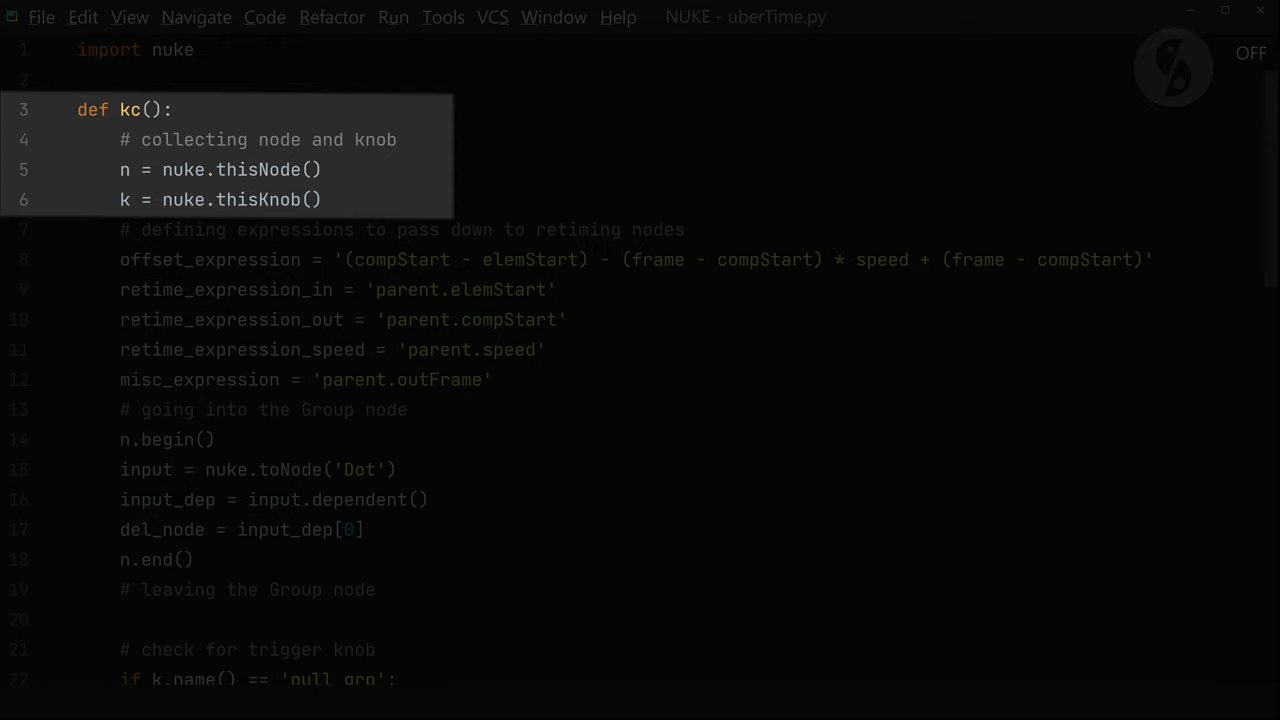 File Edit View Navigate Code Refactor Run Tools VCS Window Help NUKE - uberTime.py
OFF
1 import nuke
2
3 def kc():
4 # collecting node and knob
5 n = nuke.thisNode()
6 k = nuke.thisKnob()
7 # defining expressions to pass down to retiming nodes
8 offset_expression = '(compStart - elemStart) - (frame - compStart) * speed + (frame - compStart)'
9 retime_expression_in = 'parent.elemStart'
10 retime_expression_out = 'parent.compStart'
11 retime_expression_speed = 'parent.speed'
12 misc_expression = 'parent.outFrame'
13 # going into the Group node
14 n.begin()
15 input = nuke.toNode('Dot')
16 input_dep = input.dependent()
17 del_node = input_dep[0]
18 n.end()
19 # leaving the Group node
20
21 # check for trigger knob
22 if k.name() == 'pull_grp':